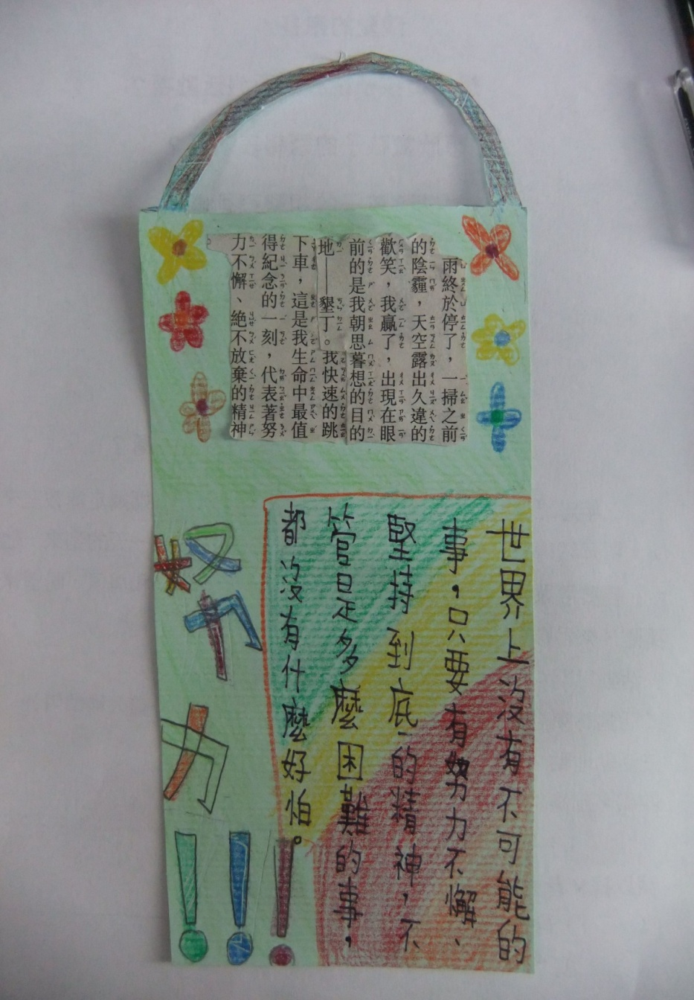 雨終於停了，一掃之前
的陰霾，天空露出久違的
歡笑，我贏了，出現在眼
前的是我朝思暮想的目的
地——墾丁。我快速的跳
下車，這是我生命中最值
得紀念的一刻，代表著努
力不懈、絕不放棄的精神
世界上沒有不可能的
事，只要有努力不懈、
堅持到底的精神，不
管是多麼困難的事，
都沒有什麼好怕。
努力!!!